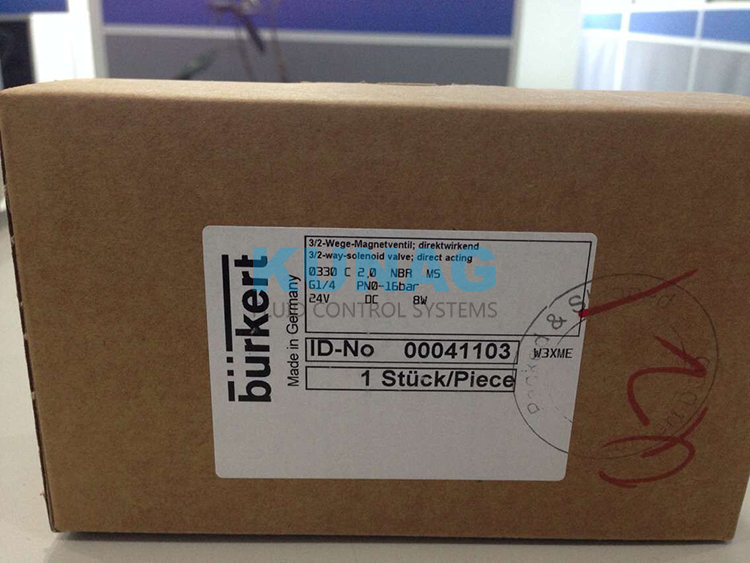 bürkert
Made in Germany
3/2-Wege-Magnetventil; direktwirkend
3/2-way-solenoid valve; direct acting
0330 C 2,0 NBR MS
G1/4 PN0-16bar
24V DC 8W
ID-No 00041103
W3XME
1 Stück/Piece
FLUID CONTROL SYSTEMS